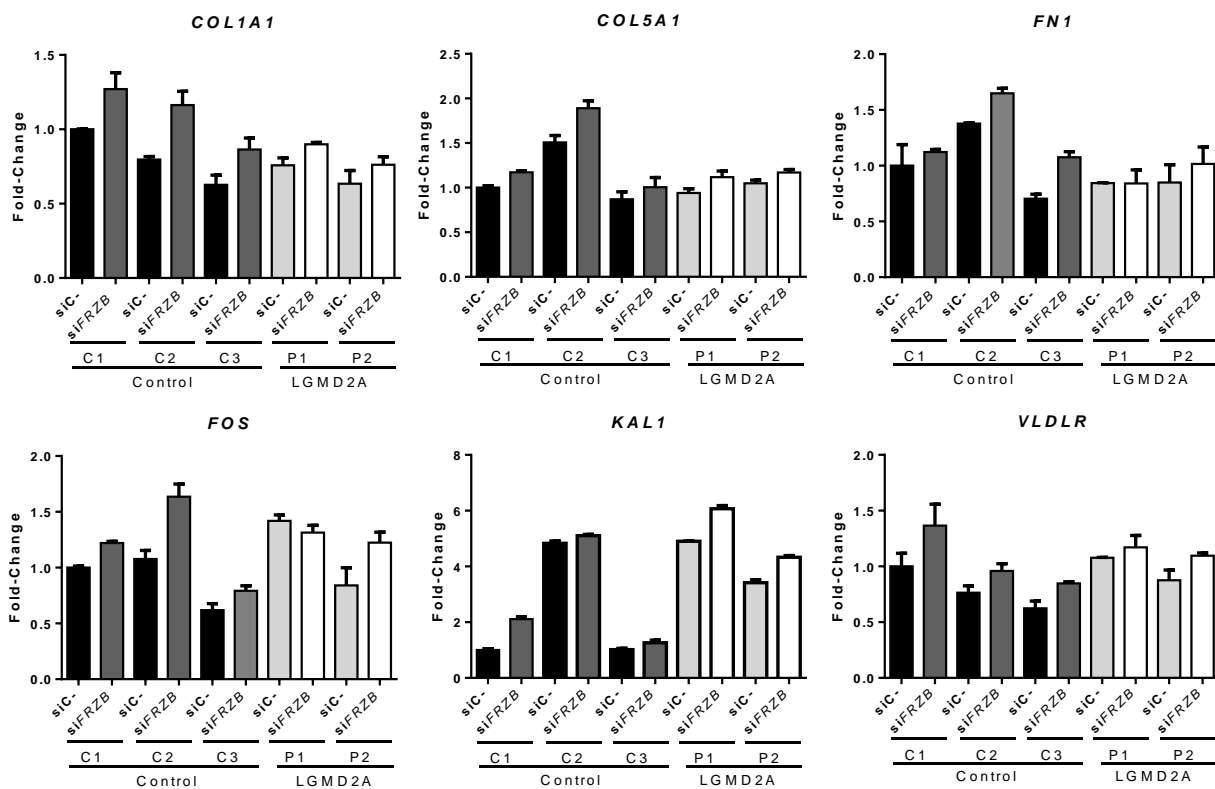 COL1A1
Fold-Change
1.5
1.0
0.5
0.0
siC-
siFRZB
siC-
siFRZB
siC-
siFRZB
siC-
siFRZB
siC-
siFRZB
C1 C2 C3 P1 P2
Control LGMD2A
COL5A1
Fold-Change
2.5
2.0
1.5
1.0
0.5
0.0
siC-
siFRZB
siC-
siFRZB
siC-
siFRZB
siC-
siFRZB
siC-
siFRZB
C1 C2 C3 P1 P2
Control LGMD2A
FN1
Fold-Change
2.0
1.5
1.0
0.5
0.0
siC-
siFRZB
siC-
siFRZB
siC-
siFRZB
siC-
siFRZB
siC-
siFRZB
C1 C2 C3 P1 P2
Control LGMD2A
FOS
Fold-Change
2.0
1.5
1.0
0.5
0.0
siC-
siFRZB
siC-
siFRZB
siC-
siFRZB
siC-
siFRZB
siC-
siFRZB
C1 C2 C3 P1 P2
Control LGMD2A
KAL1
Fold-Change
8
6
4
2
0
siC-
siFRZB
siC-
siFRZB
siC-
siFRZB
siC-
siFRZB
siC-
siFRZB
C1 C2 C3 P1 P2
Control LGMD2A
VLDLR
Fold-Change
2.0
1.5
1.0
0.5
0.0
siC-
siFRZB
siC-
siFRZB
siC-
siFRZB
siC-
siFRZB
siC-
siFRZB
C1 C2 C3 P1 P2
Control LGMD2A